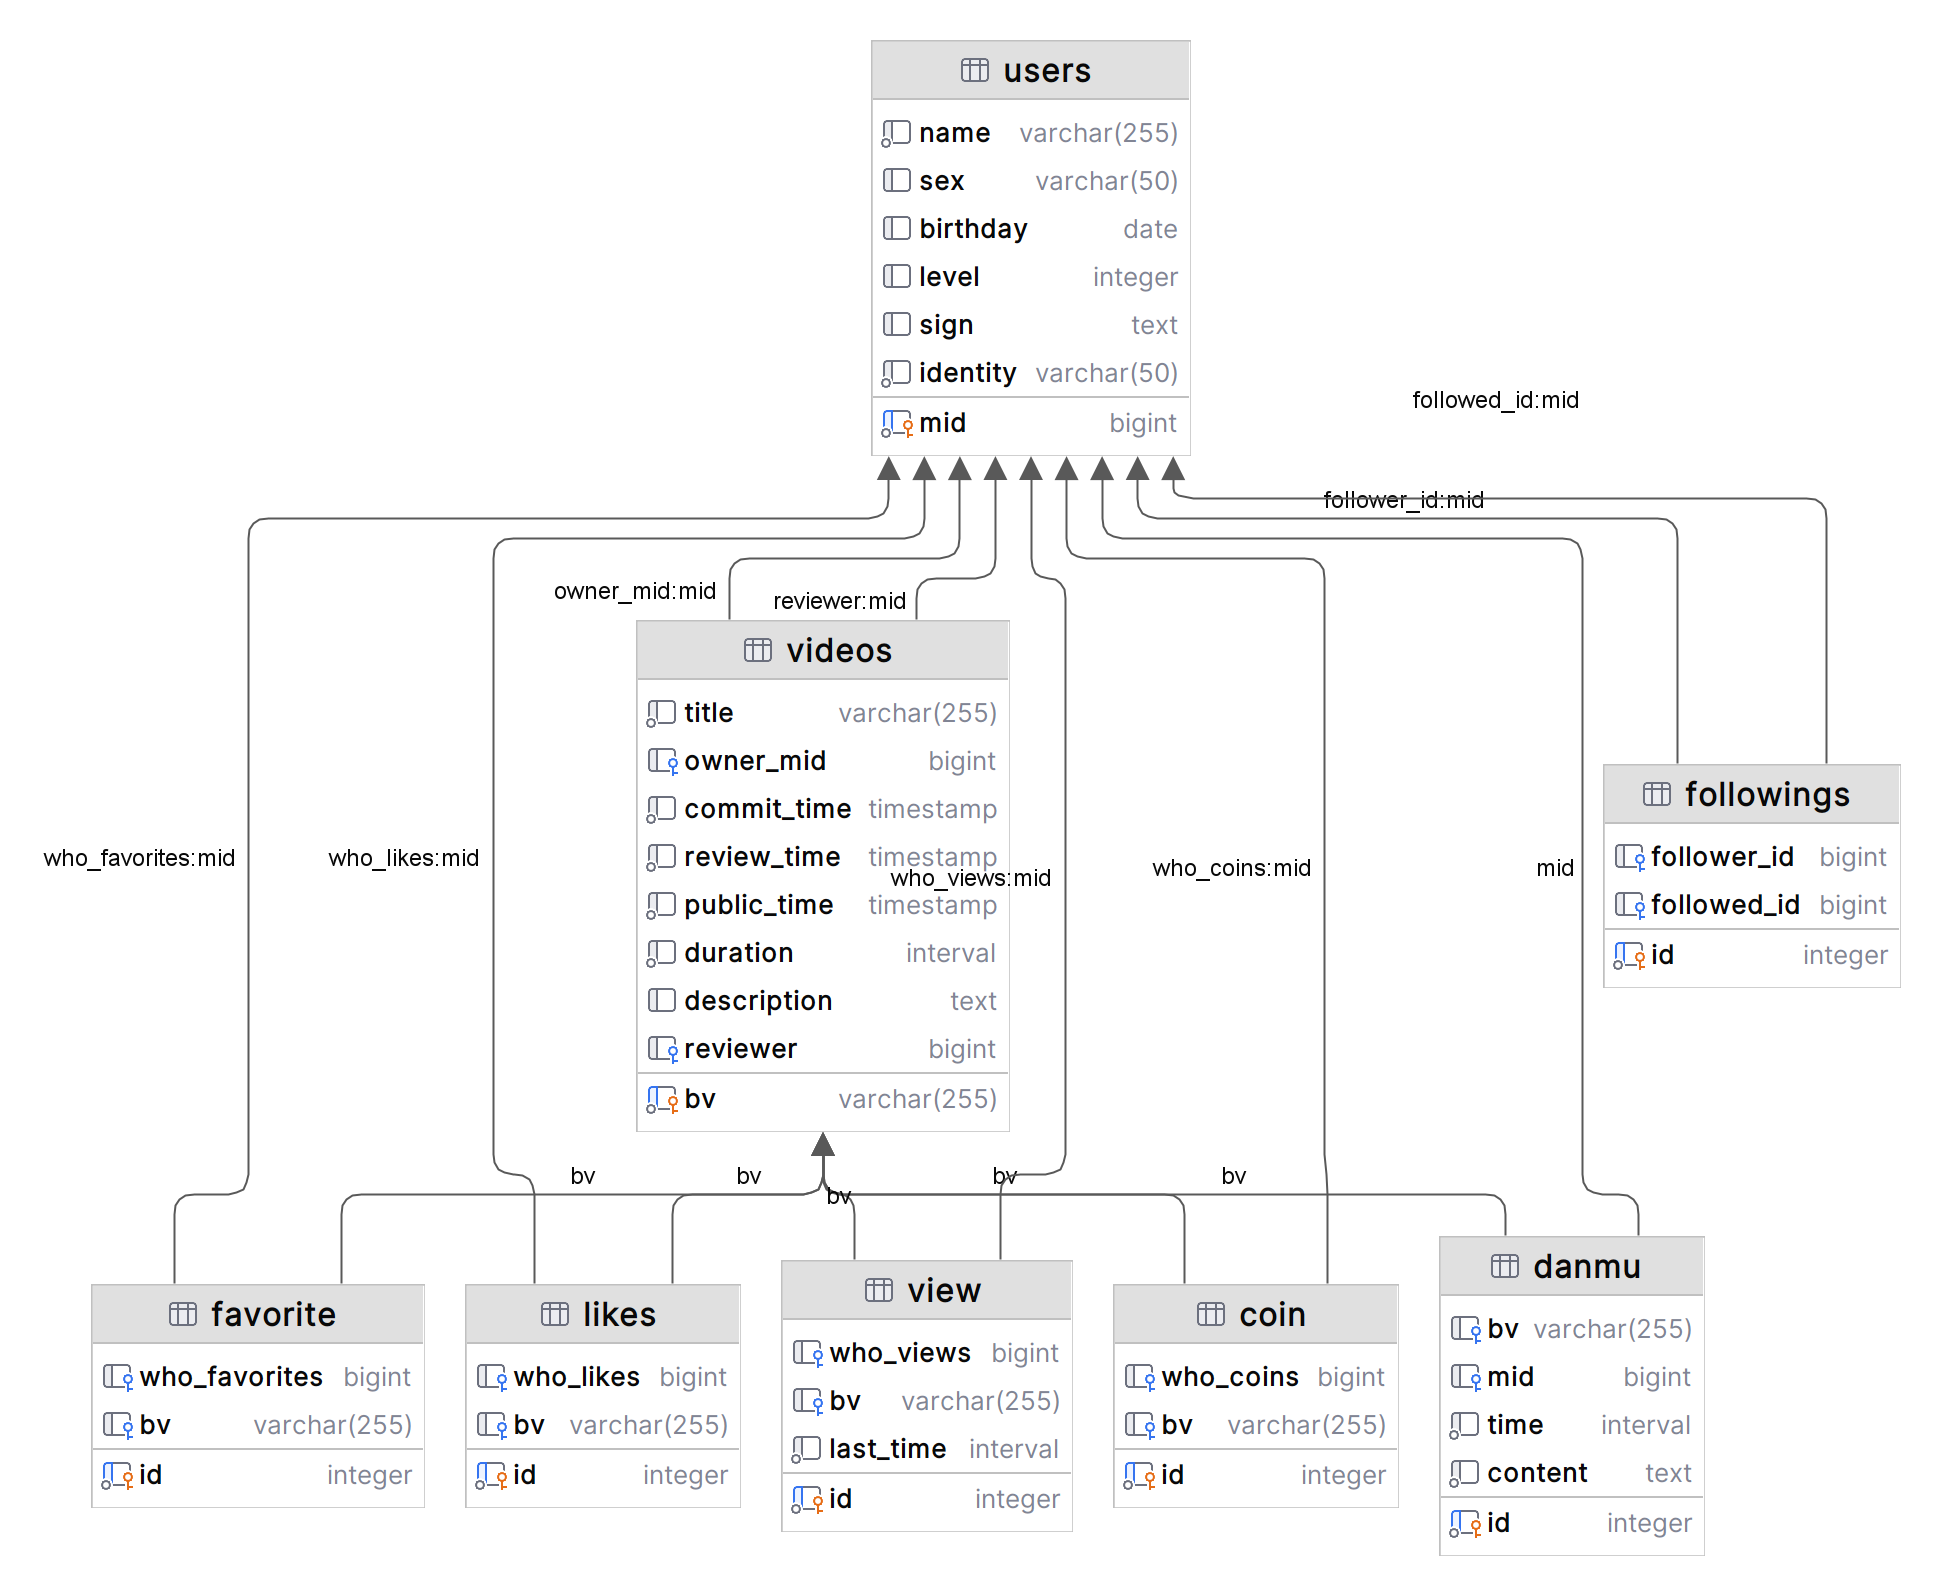 users
name varchar(255)
sex varchar(50)
birthday date
level integer
sign text
identity varchar(50)
mid bigint
followed_id:mid
follower_id:mid
owner_mid:mid
reviewer:mid
videos
title varchar(255)
owner_mid bigint
commit_time timestamp
review_time timestamp
public_time timestamp
duration interval
description text
reviewer bigint
bv varchar(255)
who_favorites:mid
who_likes:mid
who_views:mid
who_coins:mid
mid
followings
follower_id bigint
followed_id bigint
id integer
bv
bv
bv
bv
bv
favorite
who_favorites bigint
bv varchar(255)
id integer
likes
who_likes bigint
bv varchar(255)
id integer
view
who_views bigint
bv varchar(255)
last_time interval
id integer
coin
who_coins bigint
bv varchar(255)
id integer
danmu
bv varchar(255)
mid bigint
time interval
content text
id integer